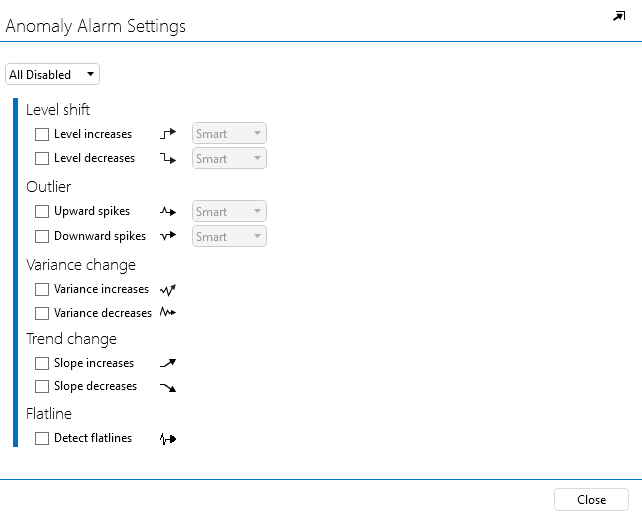 Anomaly Alarm Settings
All Disabled
Level shift
Level increases Smart
Level decreases Smart
Outlier
Upward spikes Smart
Downward spikes Smart
Variance change
Variance increases
Variance decreases
Trend change
Slope increases
Slope decreases
Flatline
Detect flatlines
Close